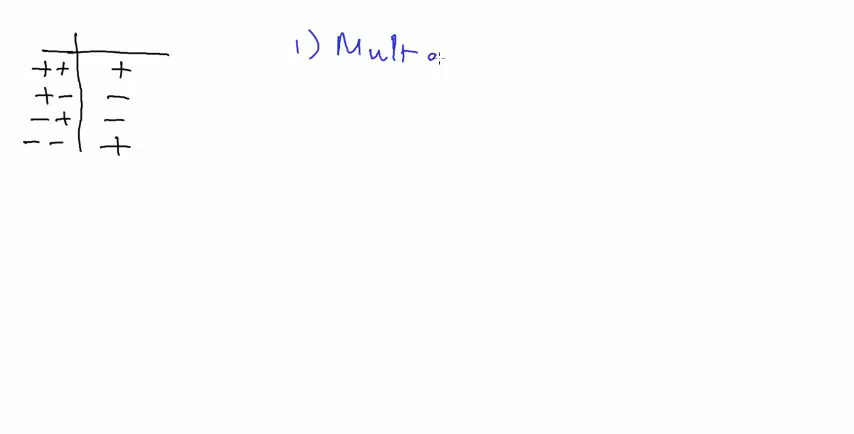 1) Mult
+ + | +
+ - | -
- + | -
- - | +